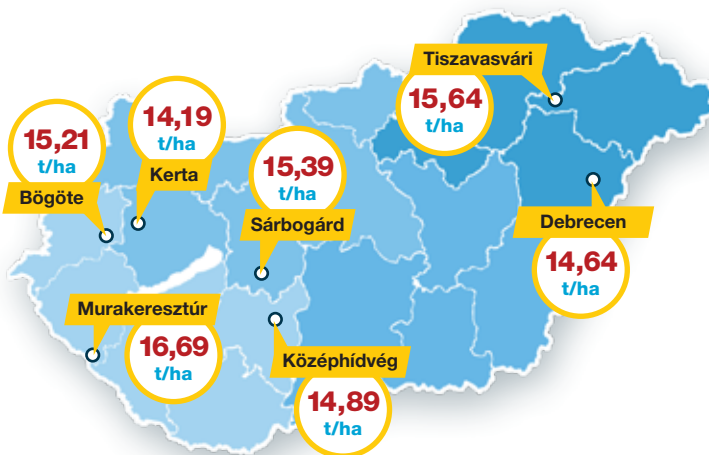 Tiszavasvári
15,64
t/ha
14,19
t/ha
Kerta
15,21
t/ha
Bögöte
15,39
t/ha
Sárbogárd
Debrecen
14,64
t/ha
Murakeresztúr
16,69
t/ha
Középhídvég
14,89
t/ha